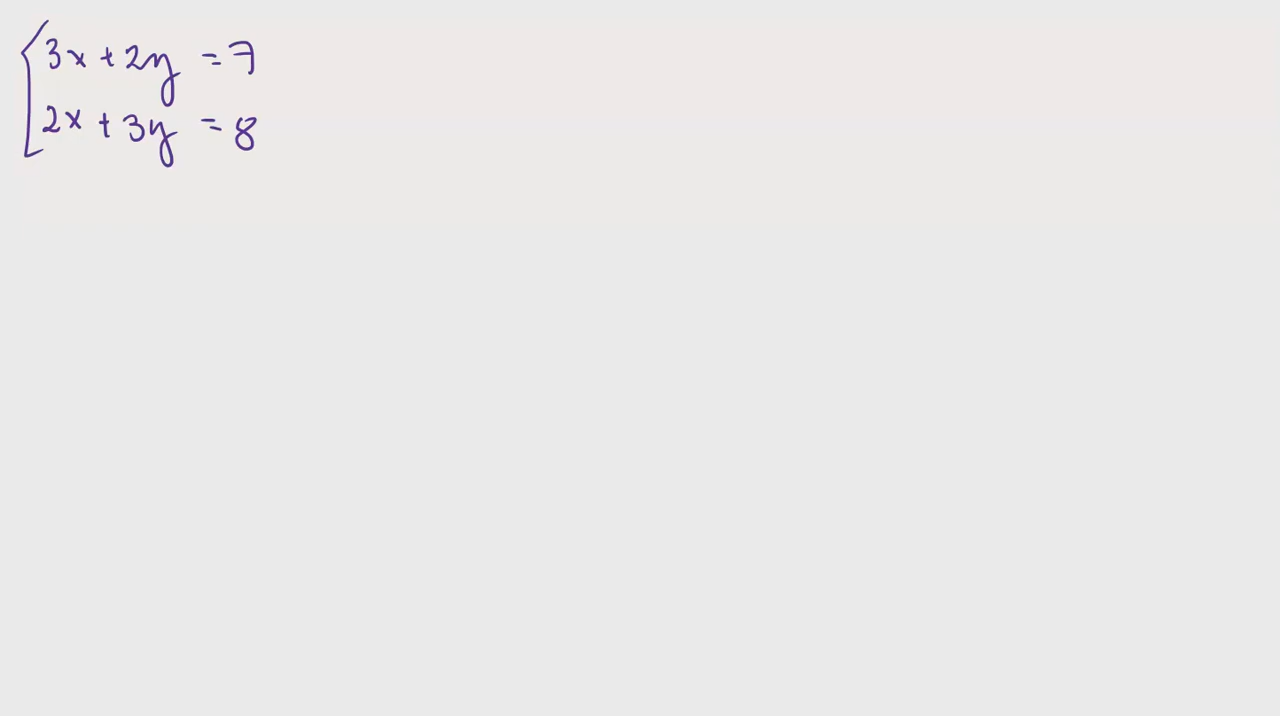 3x + 2y = 7
2x + 3y = 8